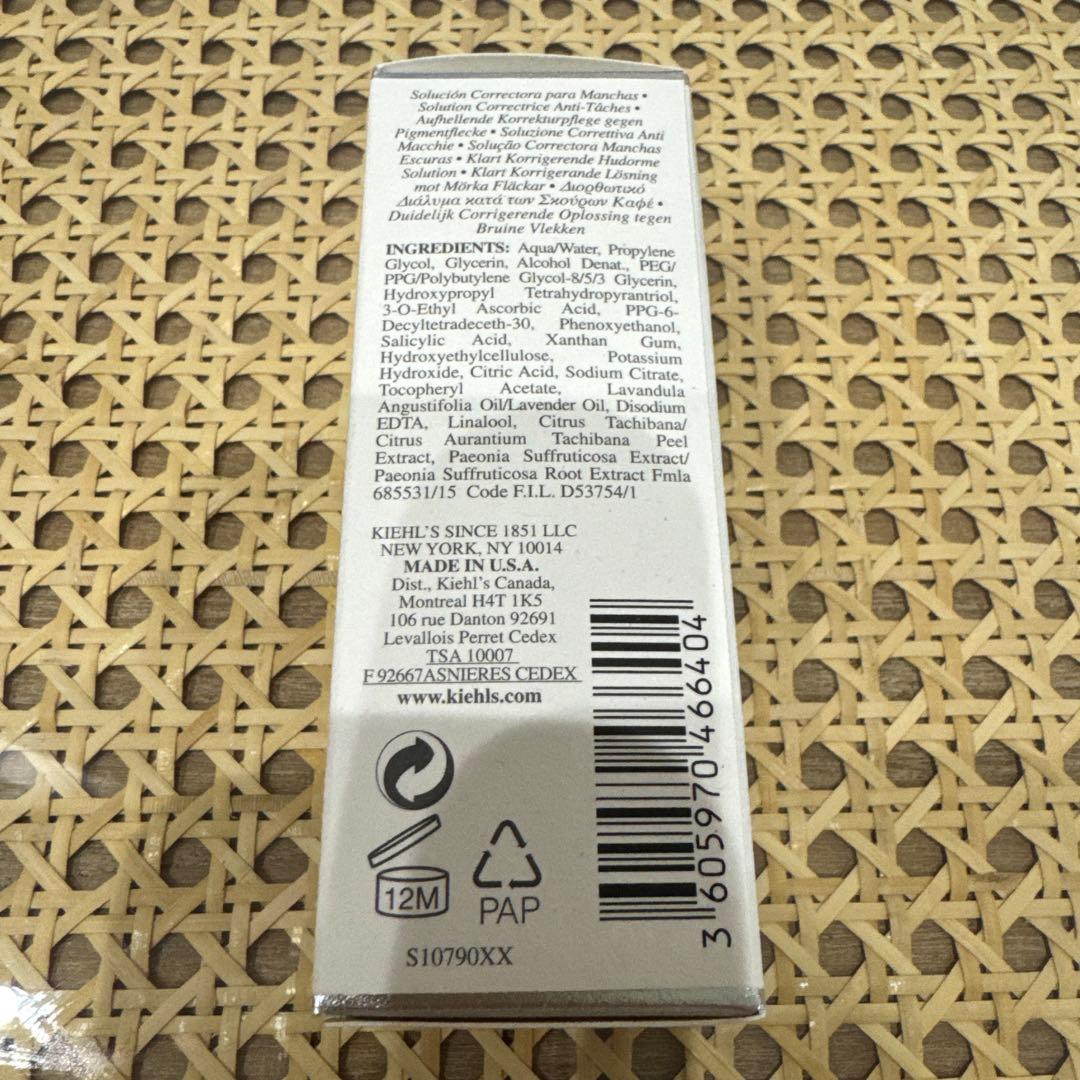 Solución Correctora para Manchas •
Solution Correctrice Anti-Tâches •
Aufhellende Korrekturpflege gegen
Pigmentflecke • Soluzione Correttiva Anti
Macchie • Solução Correctora Manchas
Escuras • Klart Korrigerende Hudorme
Solution • Klart Korrigerande Lösning
mot Mörka Fläckar • Διορθωτικό
Διάλυμα κατά των Σκούρων Καφέ •
Duidelijk Corrigerende Oplossing tegen
Bruine Vlekken
INGREDIENTS: Aqua/Water, Propylene
Glycol, Glycerin, Alcohol Denat., PEG/
PPG/Polybutylene Glycol-8/5/3 Glycerin,
Hydroxypropyl Tetrahydropyrantriol,
3-O-Ethyl Ascorbic Acid, PPG-6-
Decyltetradeceth-30, Phenoxyethanol,
Salicylic Acid, Xanthan Gum,
Hydroxyethylcellulose, Potassium
Hydroxide, Citric Acid, Sodium Citrate,
Tocopheryl Acetate, Lavandula
Angustifolia Oil/Lavender Oil, Disodium
EDTA, Linalool, Citrus Tachibana/
Citrus Aurantium Tachibana Peel
Extract, Paeonia Suffruticosa Extract/
Paeonia Suffruticosa Root Extract Fmla
685531/15 Code F.I.L. D53754/1
KIEHL'S SINCE 1851 LLC
NEW YORK, NY 10014
MADE IN U.S.A.
Dist., Kiehl's Canada,
Montreal H4T 1K5
106 rue Danton 92691
Levallois Perret Cedex
TSA 10007
F 92667 ASNIERES CEDEX
www.kiehls.com
12M
PAP
S10790XX
3 605970 466404